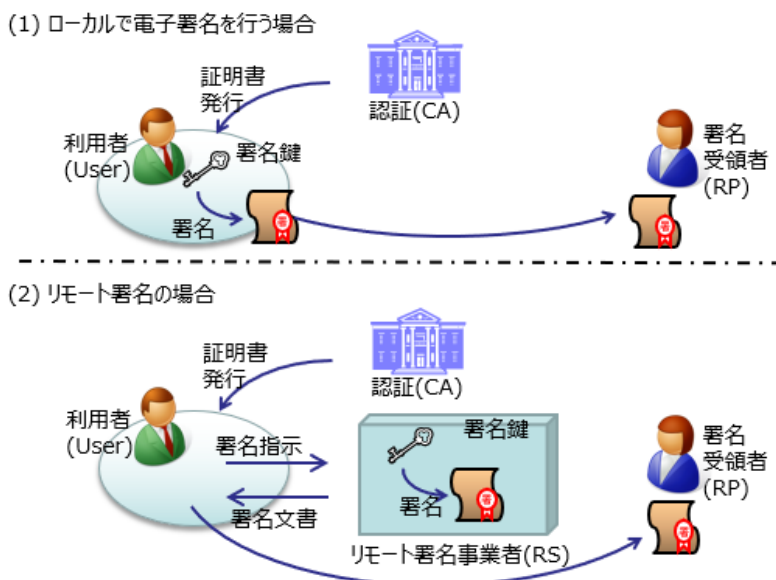 (1) ローカルで電子署名を行う場合
証明書
発行
認証(CA)
利用者
(User)
署名鍵
署名
署
署名
受領者
(RP)
署
(2) リモート署名の場合
証明書
発行
認証(CA)
利用者
(User)
署名指示
署名文書
署名鍵
署名
署
リモート署名事業者(RS)
署名
受領者
(RP)
署